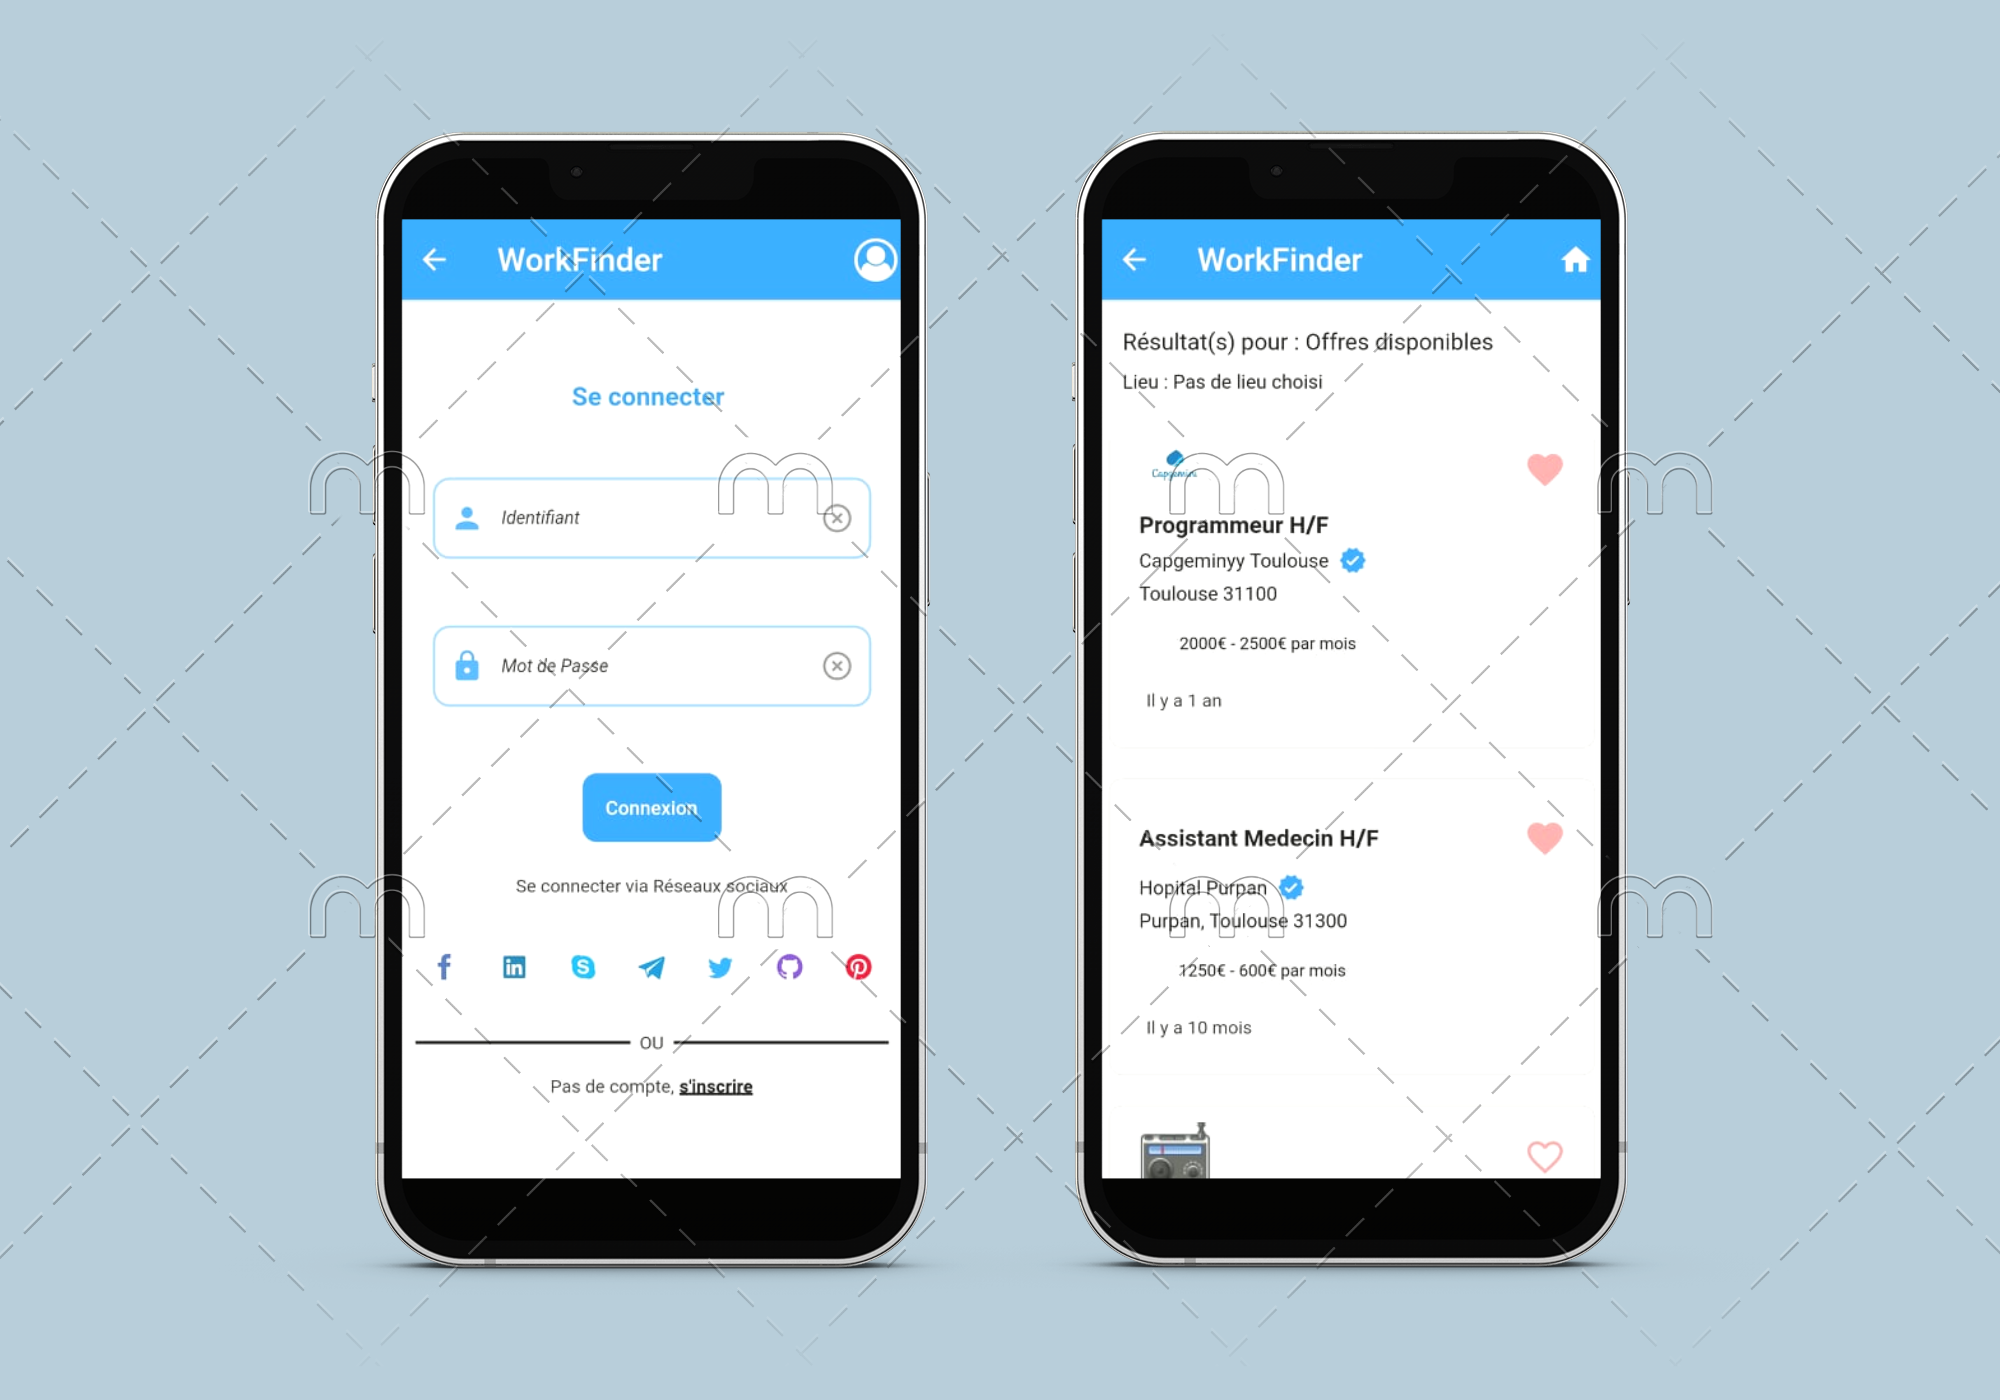 WorkFinder
Se connecter
Identifiant
Mot de Passe
Connexion
Se connecter via Réseaux sociaux
OU
Pas de compte, s'inscrire
WorkFinder
Résultat(s) pour : Offres disponibles
Lieu : Pas de lieu choisi
Capgemini
Programmeur H/F
Capgeminyy Toulouse
Toulouse 31100
2000€ - 2500€ par mois
Il y a 1 an
Assistant Medecin H/F
Hopital Purpan
Purpan, Toulouse 31300
1250€ - 600€ par mois
Il y a 10 mois